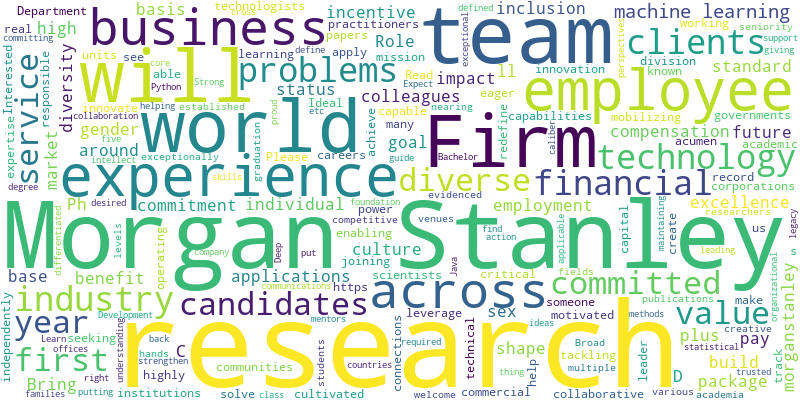 Department
real
committing
high
basis
technologists
cross
incentive
practitioners
papers
Role
inclusion
defined
exceptional
machine learning
working
seniority
support
giving
business
team
perspectives
clients
expertise
Interested
responsible
service
diversity
units
see
learning
define
apply
mission
Read
impact
ll
innovation
division
known
standard
will
core
Python
Strong
able
problems
status
colleagues
eager
capabilities
mobilizing
governments
innovate
helping
established
proud
Ideal
etc
achieve
capable
nearing
employee
collaboration
gender
five
intellect
exceptionally
graduation
world
many
goal
Please
careers
guide
Bachelor
Firm
redefine
caliber
compensation
acumen
future
academic
market
around
skills
experience
technology
degree
desired
Ph
commitment
individual
evidenced
diverse
employment
financial
record
corporations
excellence
researchers
differentiated
levels
company
Morgan Stanley
foundation
power
competitive
venues
enabling
culture
joining
find
action
applicable
capital
maintaining
create
us
leading
legacy
organizational
base
benefit
operating
applications
Deep
put
scientists
Java
critical
fields
someone
publications
s
independently
industry
communications
https
across
committed
value
morganstanley
year
Development
candidates
mentors
leverage
sex
motivated
methods
make
creative
statistical
trusted
Learn
seeking
offices
understanding
back
hands
strengthen
C
connections
required
ideas
technical
shape
Broad
tackling
multiple
leader
plus
pay
first
Bring
right
highly
communities
students
countries
research
thing
help
collaborative
D
build
package
track
families
putting
institutions
solve
class
cultivated
welcome
commercial
various
academia